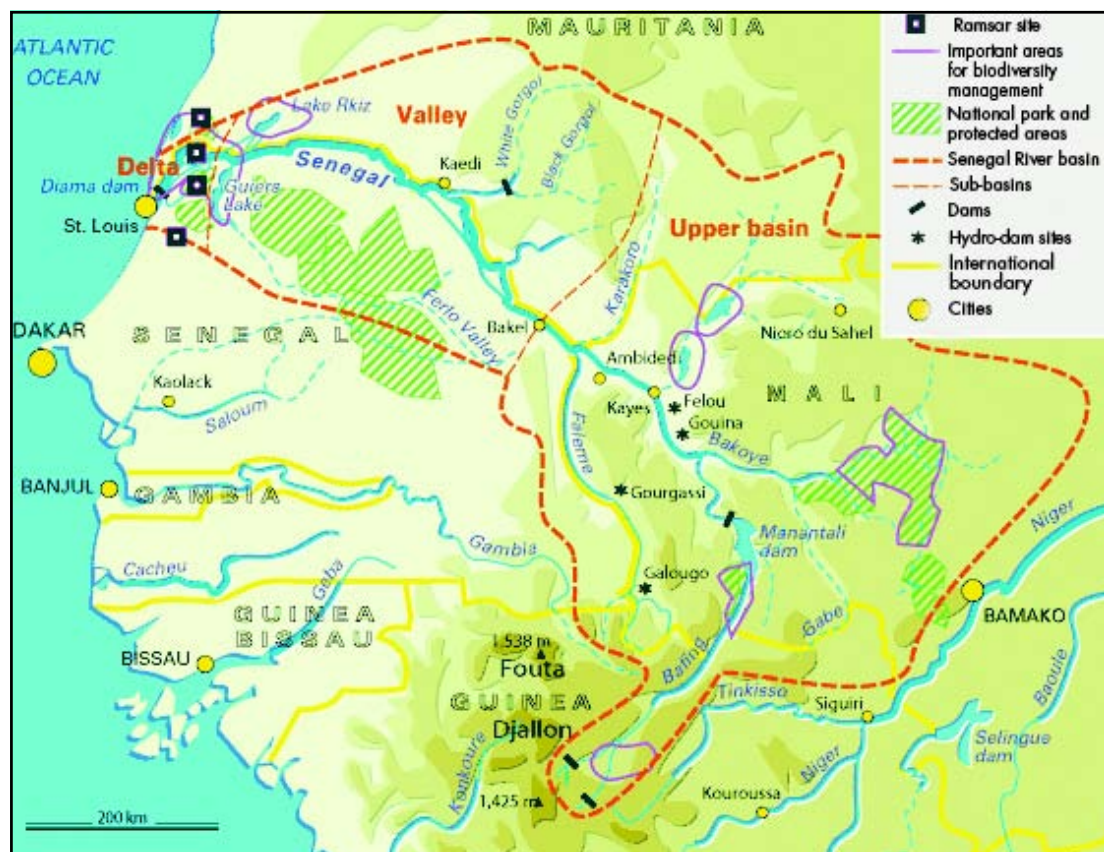 MAURITANIA
ATLANTIC
OCEAN
Lake Rkiz
Valley
White Gorgol
Black Gorgol
Delta
Senegal
Kaedi
Diama dam
Guiers
Lake
St. Louis
Upper basin
Karakoro
Ferlo Valley
Bakel
Nioro du Sahel
DAKAR
SENEGAL
Ambidedi
Kaolack
Saloum
Kayes
Felou
Gouina
MALI
Faleme
Bakoye
BANJUL
GAMBIA
Gourgassi
Gambia
Manantali
dam
Niger
Cacheu
Geba
Galougo
GUINEA
BISSAU
BAMAKO
BISSAU
1,538 m
Fouta
Bafing
Gabe
Baoule
GUINEA
Djallon
Tinkisso
Siguiri
Selingue
dam
Konkoure
1,425 m
Niger
Kouroussa
200 km
Ramsar site
Important areas
for biodiversity
management
National park and
protected areas
Senegal River basin
Sub-basins
Dams
Hydro-dam sites
International
boundary
Cities